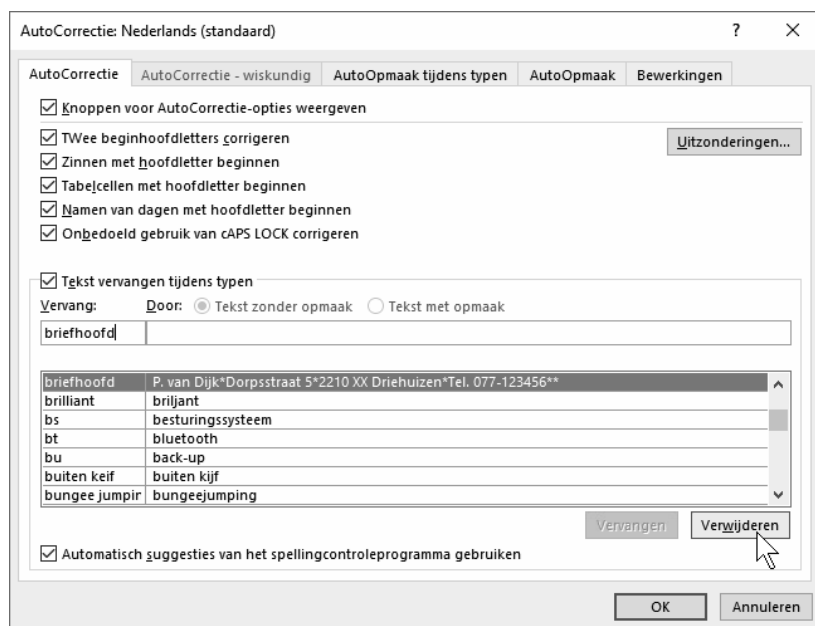 AutoCorrectie: Nederlands (standaard) ? ×
AutoCorrectie AutoCorrectie - wiskundig AutoOpmaak tijdens typen AutoOpmaak Bewerkingen
Knoppen voor AutoCorrectie-opties weergeven
TWee beginhoofdletters corrigeren Uitzonderingen...
Zinnen met hoofdletter beginnen
Tabelcellen met hoofdletter beginnen
Namen van dagen met hoofdletter beginnen
Onbedoeld gebruik van cAPS LOCK corrigeren
Tekst vervangen tijdens typen
Vervang: Door: Tekst zonder opmaak Tekst met opmaak
briefhoofd
briefhoofd P. van Dijk*Dorpsstraat 5*2210 XX Driehuizen*Tel. 077-123456**
brilliant briljant
bs besturingssysteem
bt bluetooth
bu back-up
buiten keif buiten kijf
bungee jumpin bungeejumping
Vervangen Verwijderen
Automatisch suggesties van het spellingcontroleprogramma gebruiken
OK Annuleren